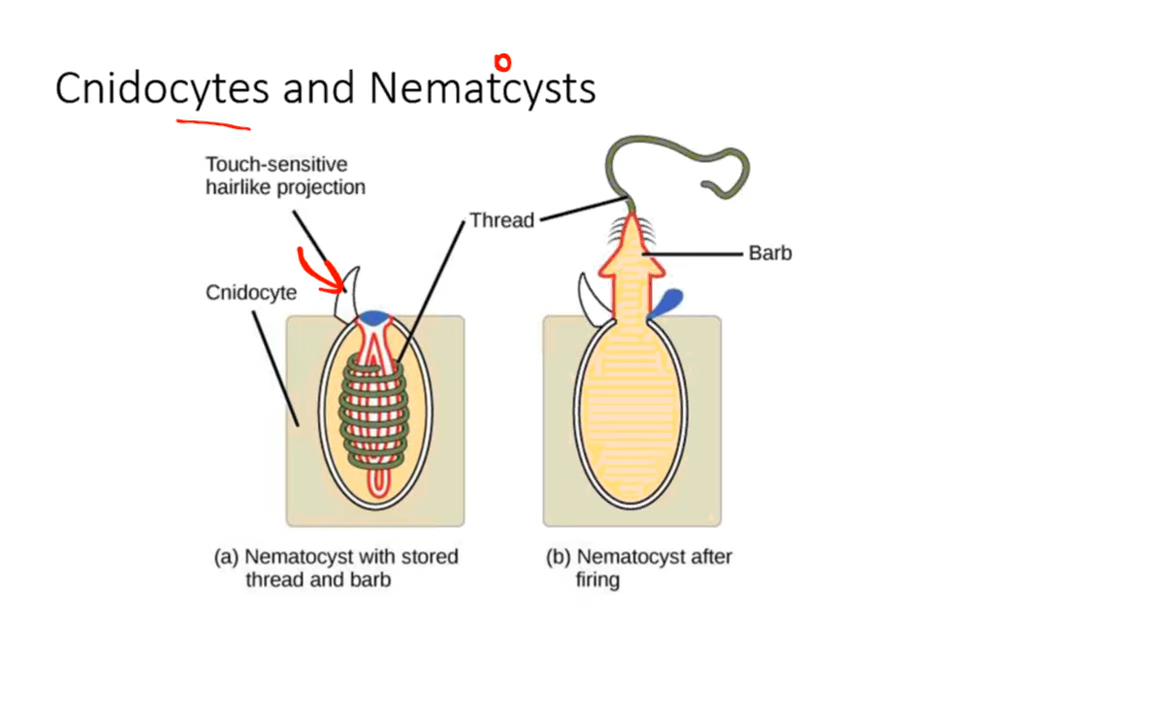 Cnidocytes and Nematcysts
o
Touch-sensitive
hairlike projection
Thread
Barb
Cnidocyte
(a) Nematocyst with stored
thread and barb
(b) Nematocyst after
firing